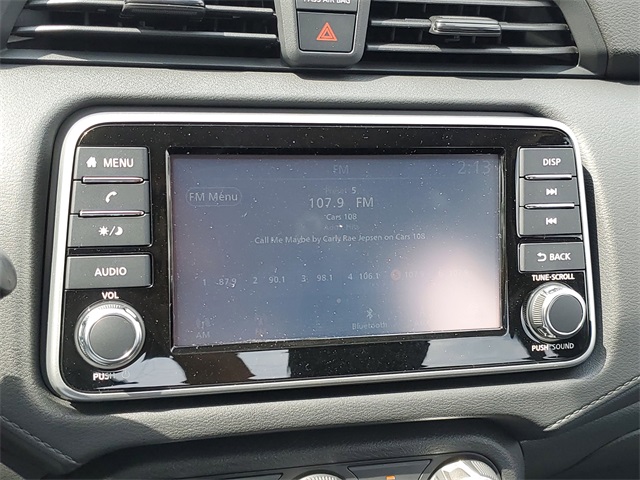 PASS AIR BAG
MENU
FM
2:13
DISP
FM Menu
Preset 5
107.9 FM
Cars 108
Call Me Maybe by Carly Rae Jepsen on Cars 108
BACK
AUDIO
1 87.9 2 90.1 3 98.1 4 106.1
TUNE·SCROLL
VOL
AM
Bluetooth
PUSH
PUSH SOUND